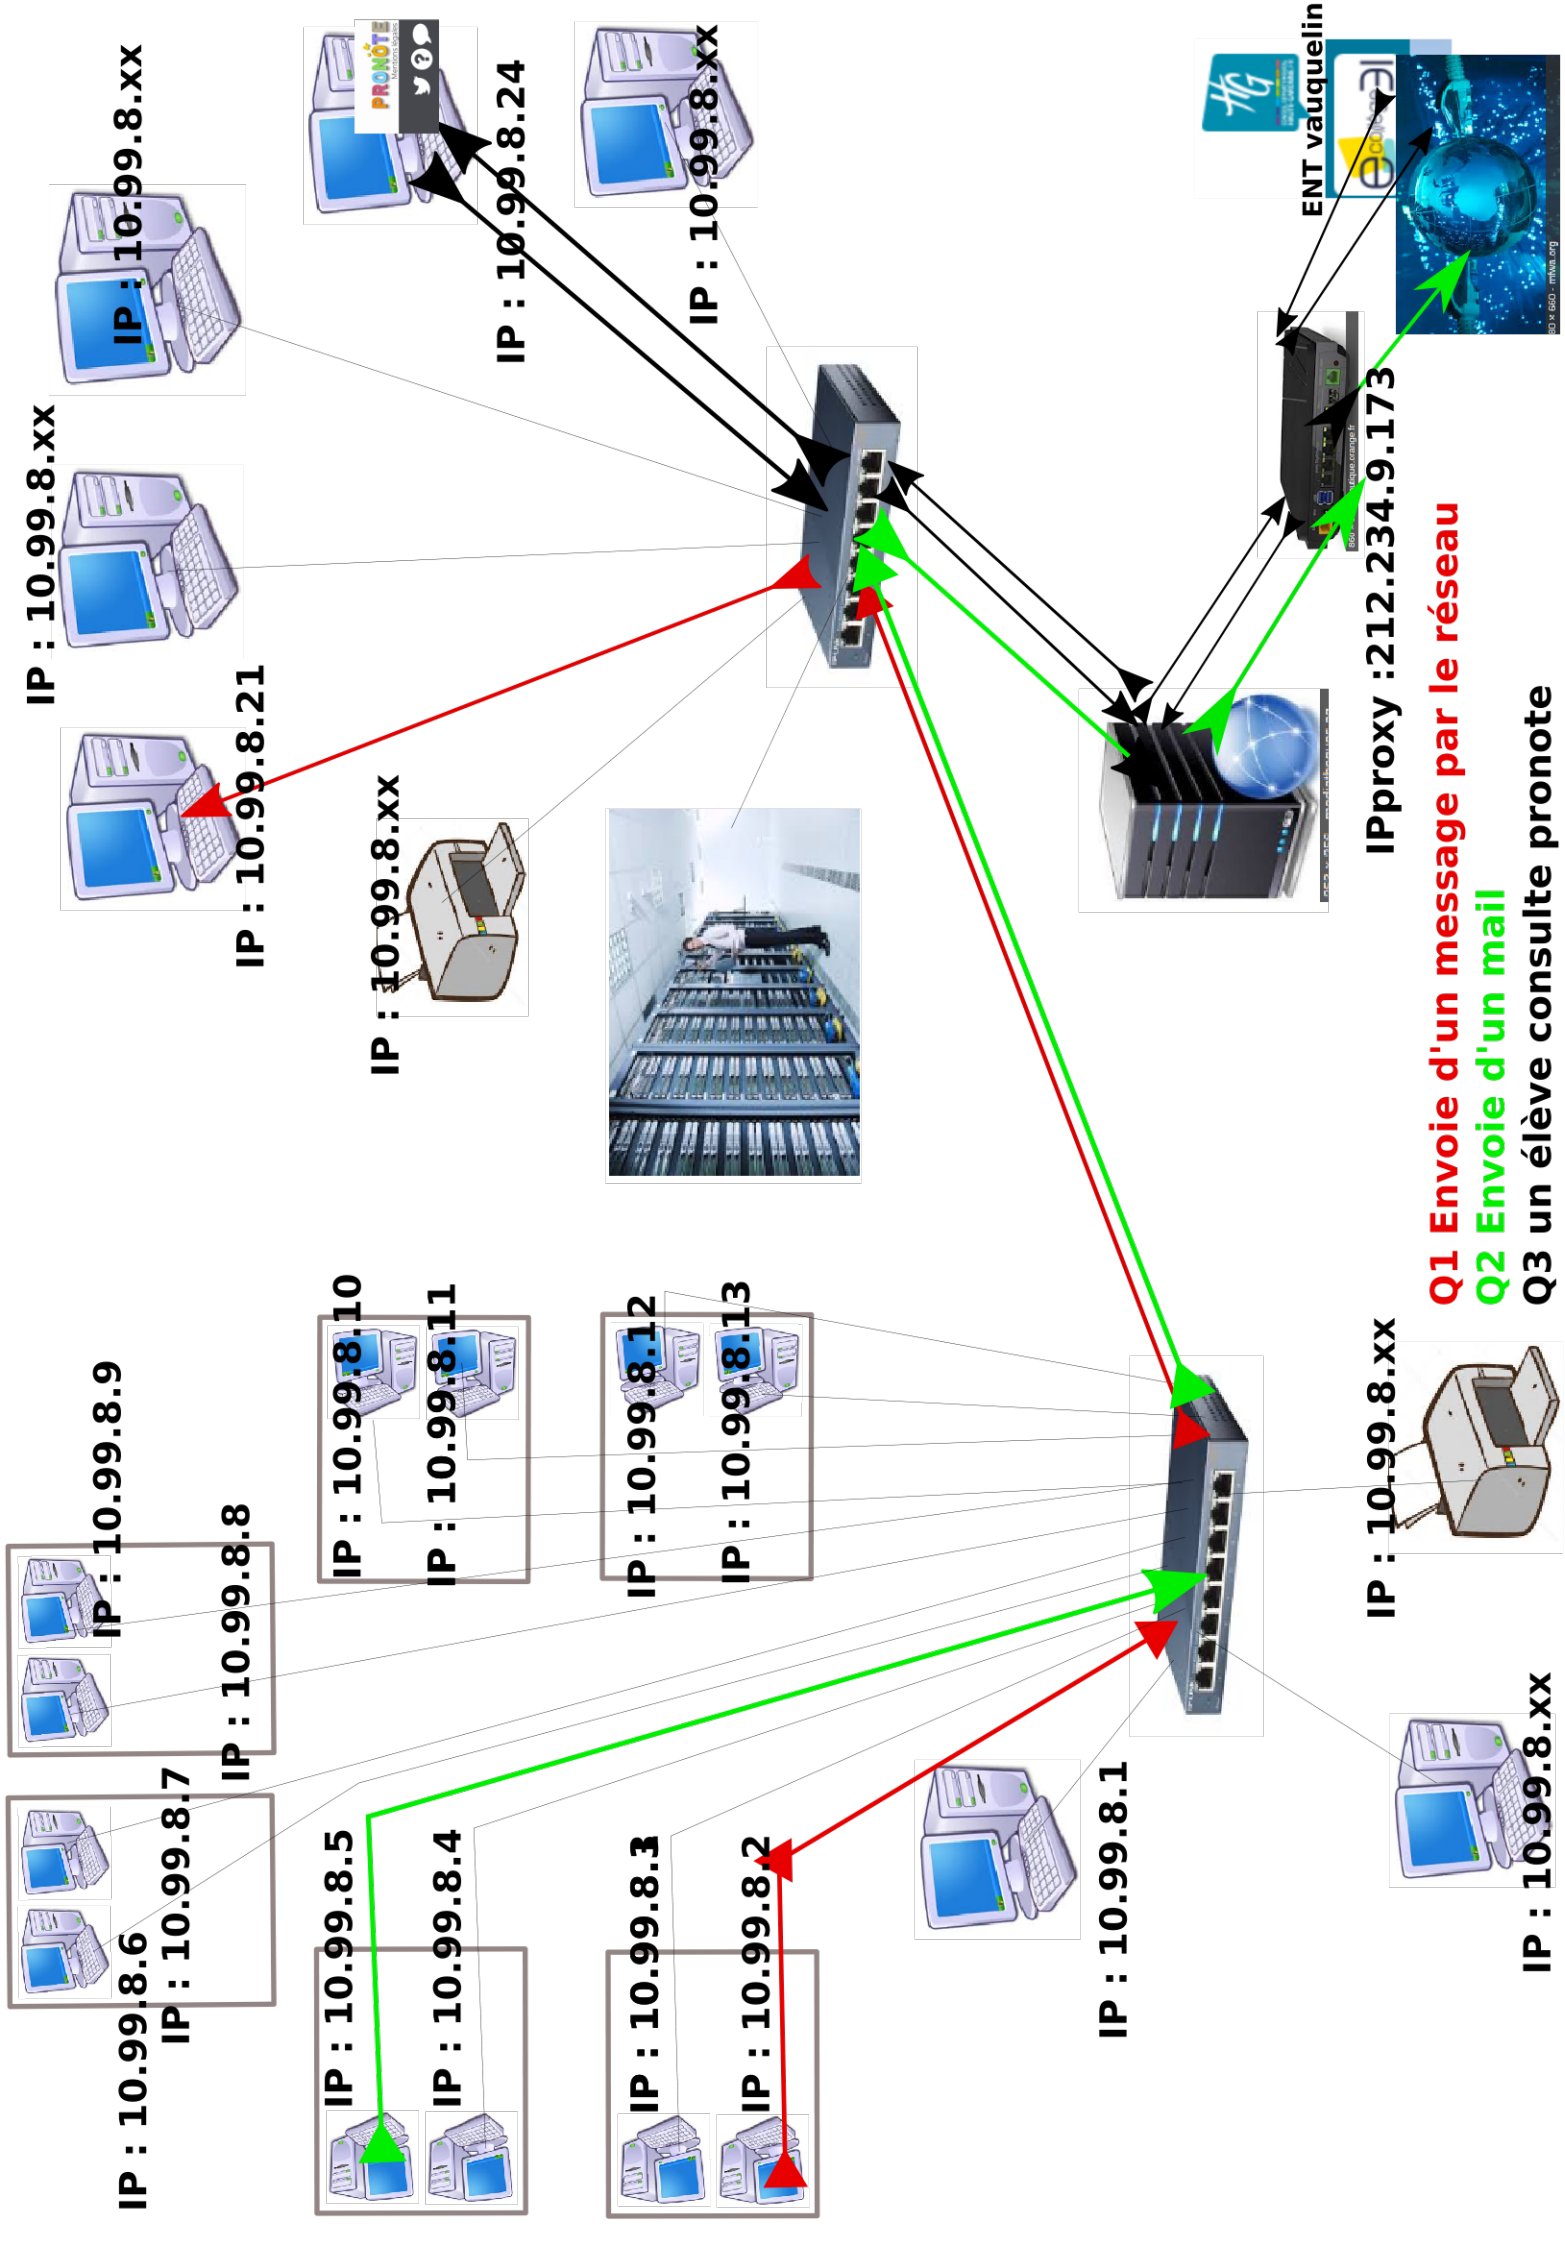 IP : 10.99.8.6
IP : 10.99.8.7
IP : 10.99.8.8
IP : 10.99.8.9
IP : 10.99.8.xx
IP : 10.99.8.21
IP : 10.99.8.xx
IP : 10.99.8.5
IP : 10.99.8.4
IP : 10.99.8.10
IP : 10.99.8.11
IP : 10.99.8.xx
PRONOTE
Mentions légales
IP : 10.99.8.24
IP : 10.99.8.3
IP : 10.99.8.2
IP : 10.99.8.12
IP : 10.99.8.13
IP : 10.99.8.xx
IP : 10.99.8.1
HG
ENT vauquelin
ecollège31
IPproxy :212.234.9.173
IP : 10.99.8.xx
IP : 10.99.8.xx
Q1 Envoie d'un message par le réseau
Q2 Envoie d'un mail
Q3 un élève consulte pronote